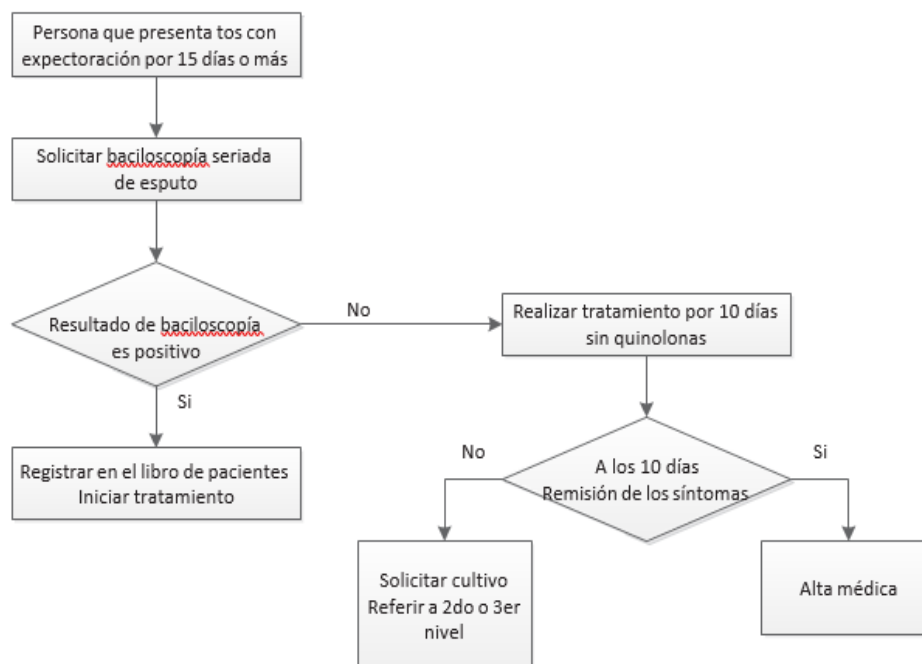 Persona que presenta tos con
expectoración por 15 días o más
Solicitar baciloscopía seriada
de esputo
Resultado de baciloscopía
es positivo
No
Realizar tratamiento por 10 días
sin quinolonas
Si
Registrar en el libro de pacientes
Iniciar tratamiento
No
A los 10 días
Remisión de los síntomas
Si
Solicitar cultivo
Referir a 2do o 3er
nivel
Alta médica